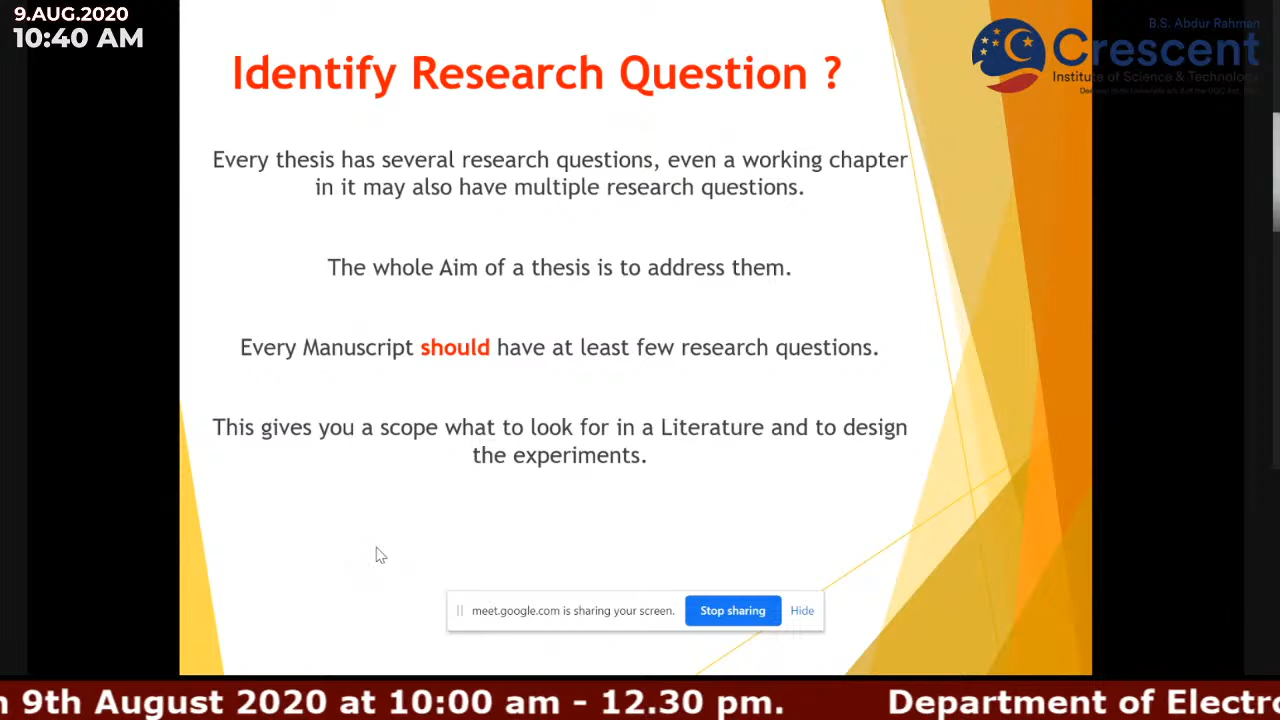 9.AUG.2020
10:40 AM
B.S. Abdur Rahman
Crescent
Institute of Science & Technology
Identify Research Question ?
Every thesis has several research questions, even a working chapter
in it may also have multiple research questions.
The whole Aim of a thesis is to address them.
Every Manuscript should have at least few research questions.
This gives you a scope what to look for in a Literature and to design
the experiments.
meet.google.com is sharing your screen. Stop sharing Hide
9th August 2020 at 10:00 am - 12.30 pm. Department of Electro